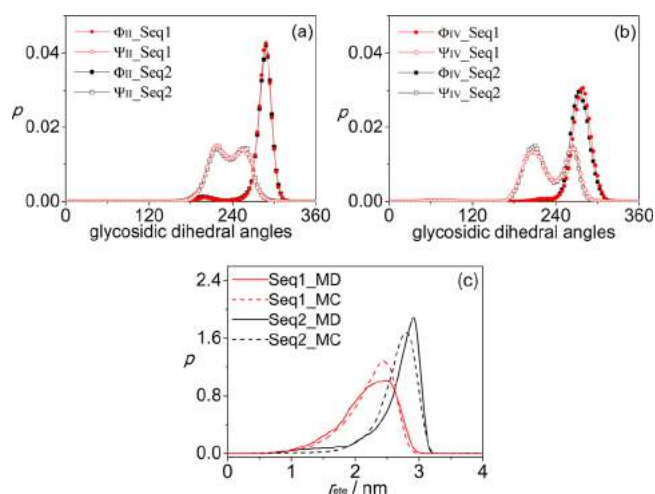 (a)
Φ_II_Seq1
Ψ_II_Seq1
Φ_II_Seq2
Ψ_II_Seq2
p
0.04
0.02
0.00
0 120 240 360
glycosidic dihedral angles
(b)
Φ_IV_Seq1
Ψ_IV_Seq1
Φ_IV_Seq2
Ψ_IV_Seq2
p
0.04
0.02
0.00
0 120 240 360
glycosidic dihedral angles
(c)
Seq1_MD
Seq1_MC
Seq2_MD
Seq2_MC
p
2.4
1.6
0.8
0.0
0 1 2 3 4
r_ete / nm